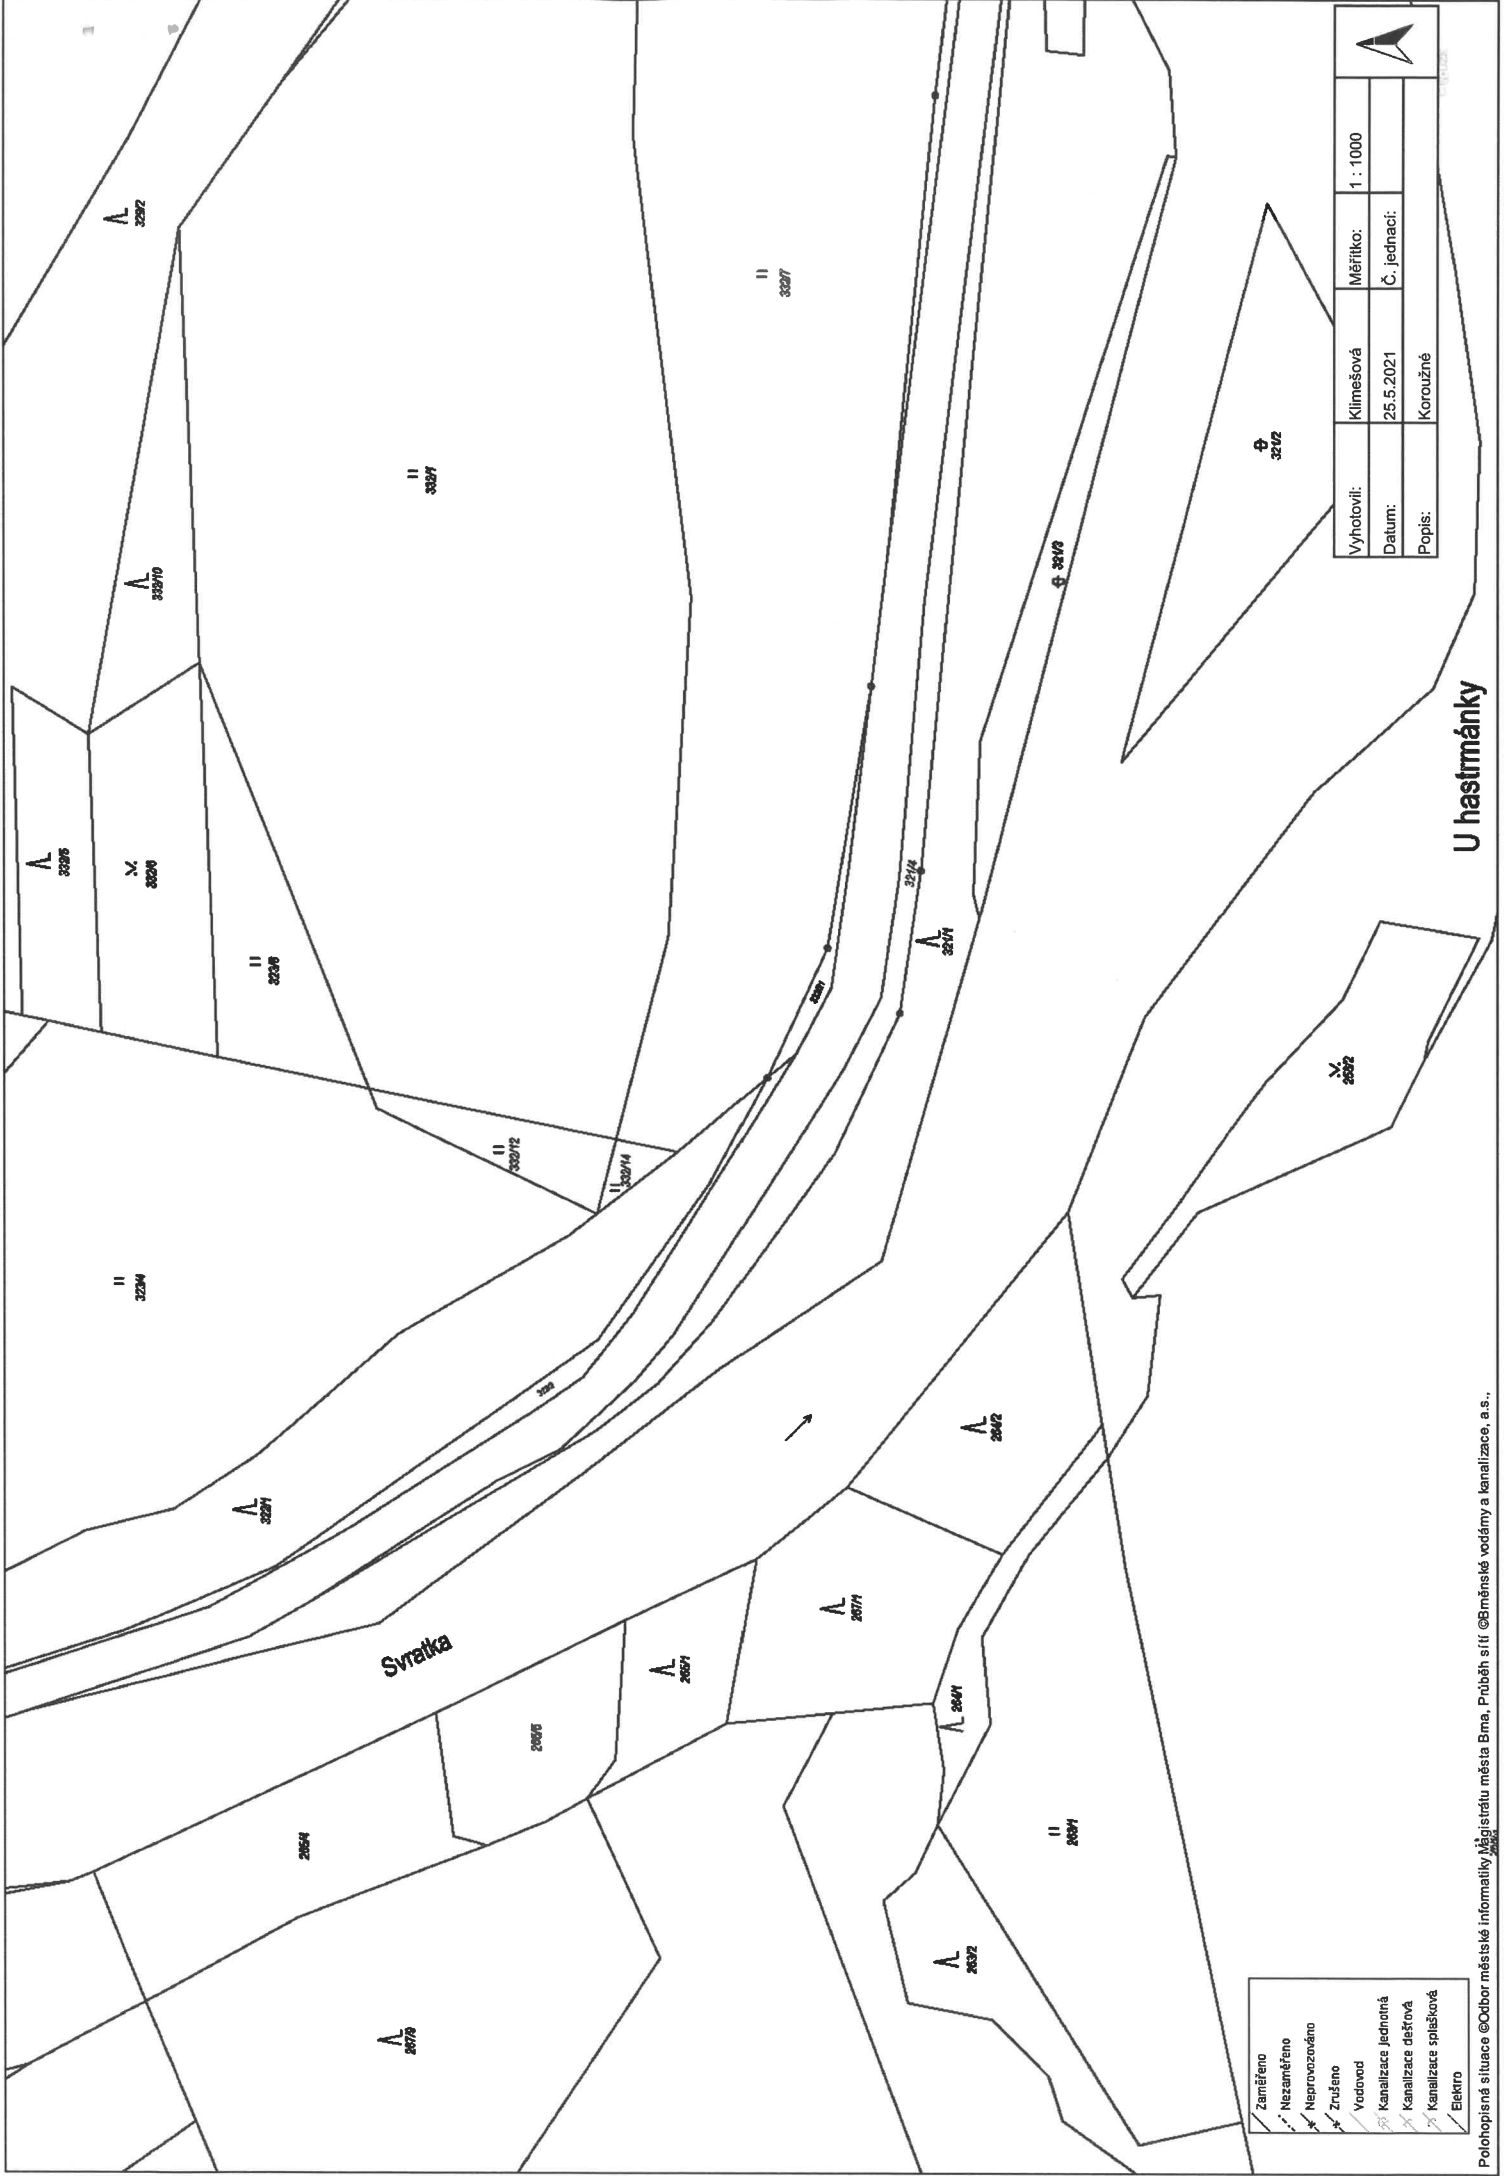 329/2
332/10
332/5
332/6
323/6
332/1
332/7
323/4
332/12
332/14
322/1
321/4
321/1
321/3
321/2
Svratka
265/4
265/5
265/1
267/1
264/2
264/1
263/2
263/1
267/9
U hastrmánky
Vyhotovil: Klimešová Měřítko: 1 : 1000
Datum: 25.5.2021 Č. jednací:
Popis: Koroužné
Zaměřeno
Nezaměřeno
Neprovozováno
Zrušeno
Vodovod
Kanalizace jednotná
Kanalizace dešťová
Kanalizace splašková
Elektro
Polohopisná situace ©Odbor městské informatiky Magistrátu města Brna, Průběh sítí ©Brněnské vodárny a kanalizace, a.s.,